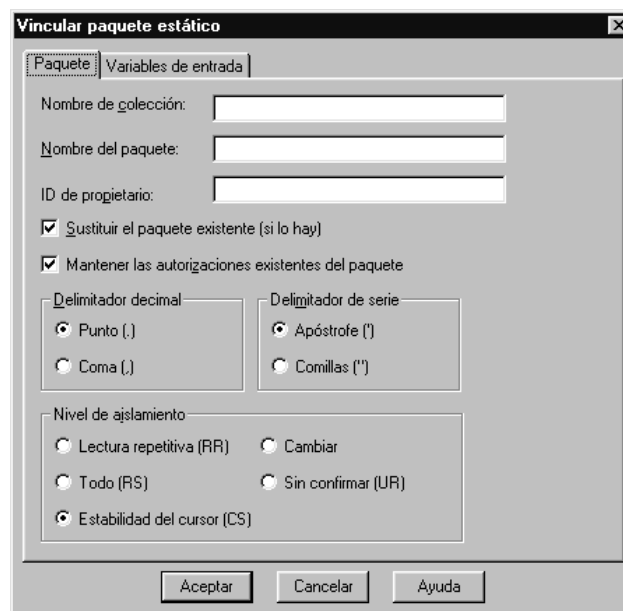 Vincular paquete estático
Paquete Variables de entrada
Nombre de colección:
Nombre del paquete:
ID de propietario:
Sustituir el paquete existente (si lo hay)
Mantener las autorizaciones existentes del paquete
Delimitador decimal Delimitador de serie
Punto (.) Apóstrofe (')
Coma (,) Comillas ('')
Nivel de aislamiento
Lectura repetitiva (RR) Cambiar
Todo (RS) Sin confirmar (UR)
Estabilidad del cursor (CS)
Aceptar Cancelar Ayuda